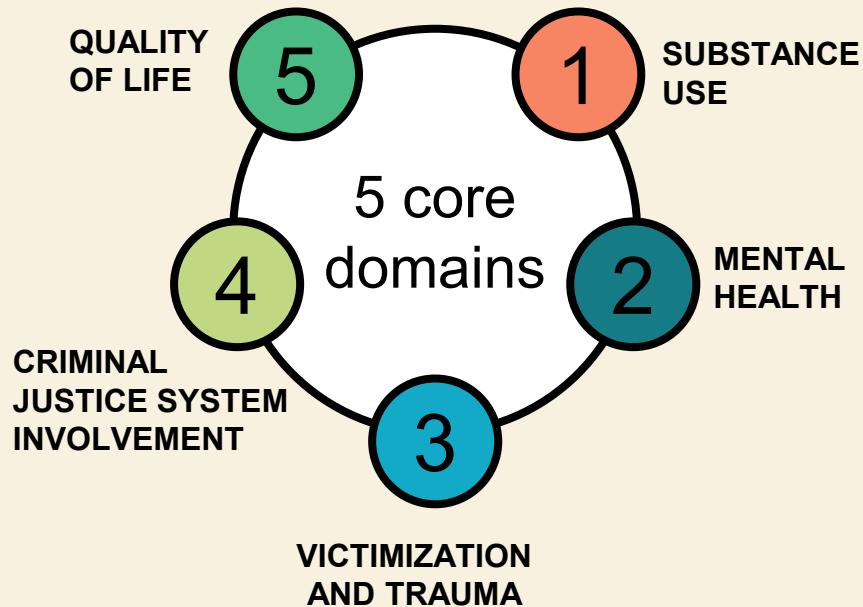 5 core
domains
1
SUBSTANCE
USE
2
MENTAL
HEALTH
3
VICTIMIZATION
AND TRAUMA
4
CRIMINAL
JUSTICE SYSTEM
INVOLVEMENT
5
QUALITY
OF LIFE